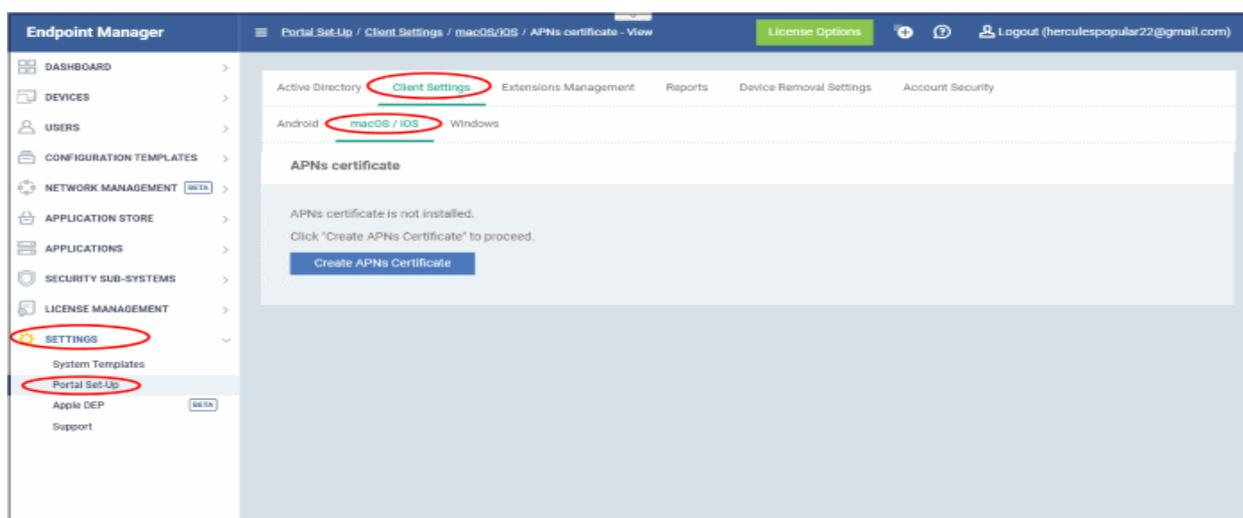 Endpoint Manager
Portal Set-Up / Client Settings / macOS/iOS / APNs certificate - View
License Options
Logout (herculespopular22@gmail.com)
DASHBOARD
DEVICES
USERS
CONFIGURATION TEMPLATES
NETWORK MANAGEMENT BETA
APPLICATION STORE
APPLICATIONS
SECURITY SUB-SYSTEMS
LICENSE MANAGEMENT
SETTINGS
System Templates
Portal Set-Up
Apple DEP BETA
Support
Active Directory Client Settings Extensions Management Reports Device Removal Settings Account Security
Android macOS / iOS Windows
APNs certificate
APNs certificate is not installed.
Click "Create APNs Certificate" to proceed.
Create APNs Certificate